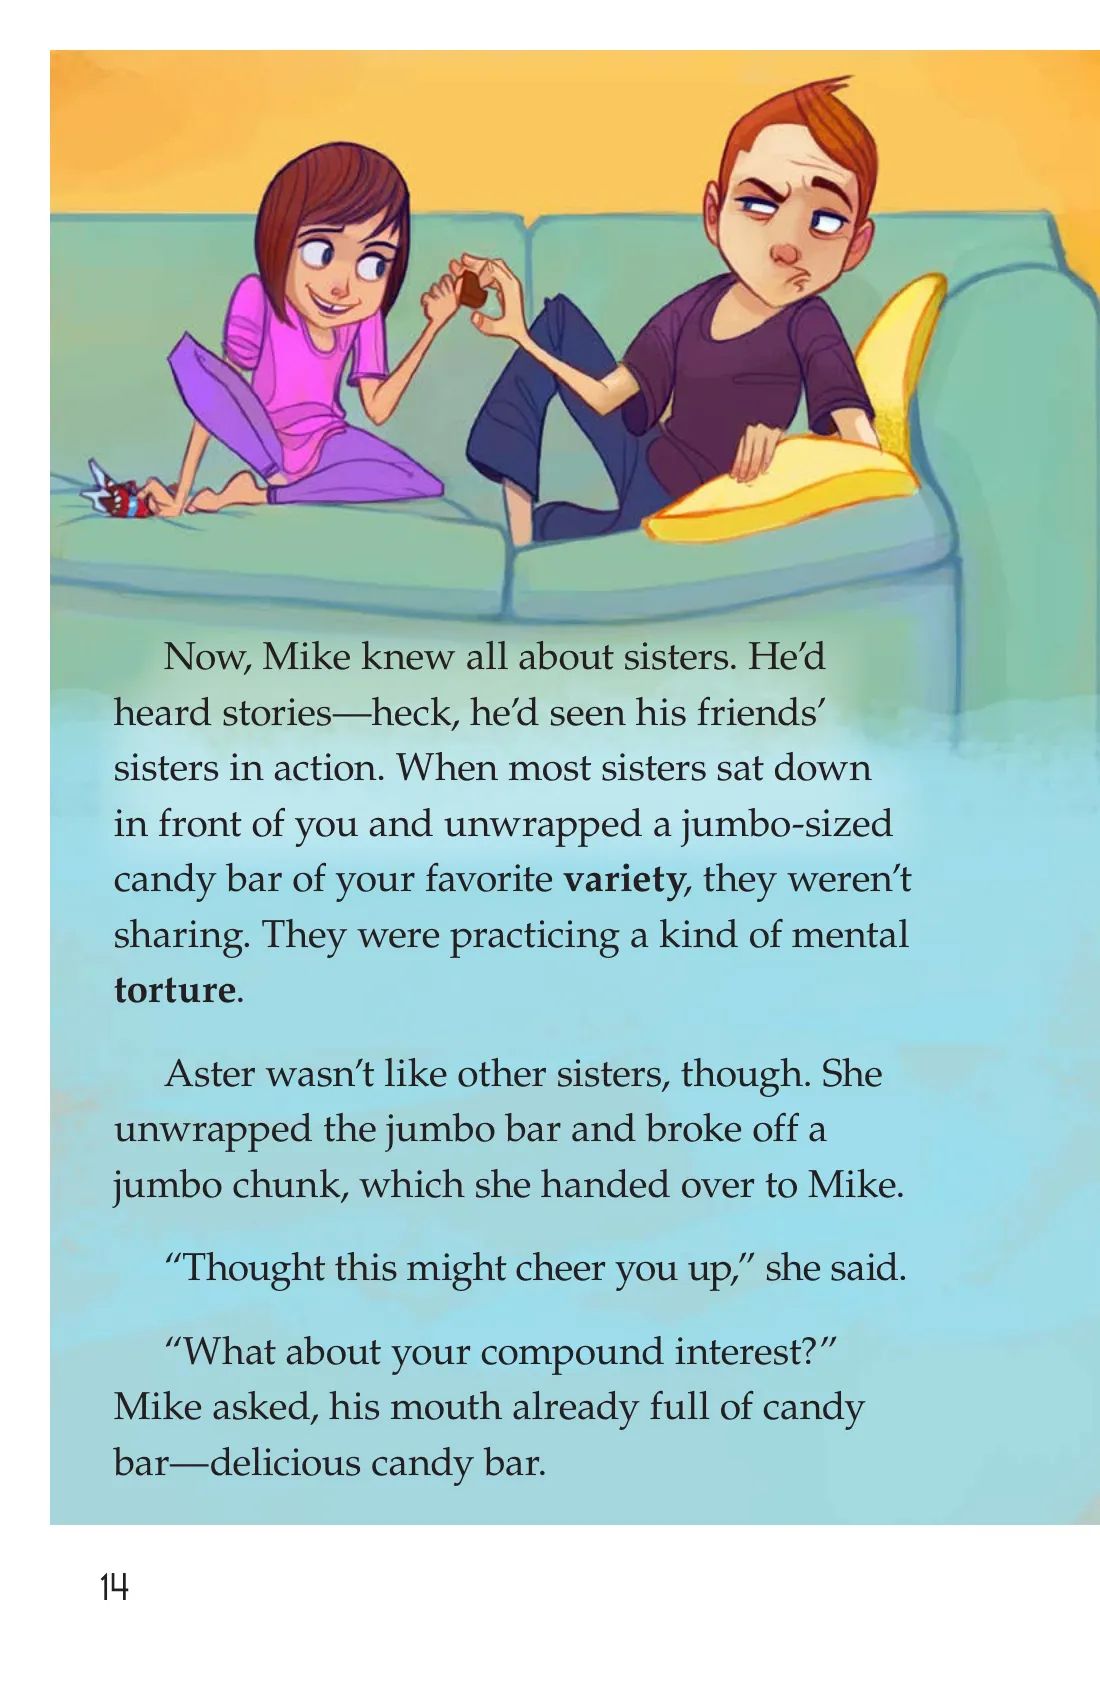 Now, Mike knew all about sisters. He’d
heard stories—heck, he’d seen his friends’
sisters in action. When most sisters sat down
in front of you and unwrapped a jumbo-sized
candy bar of your favorite variety, they weren’t
sharing. They were practicing a kind of mental
torture.
Aster wasn’t like other sisters, though. She
unwrapped the jumbo bar and broke off a
jumbo chunk, which she handed over to Mike.
“Thought this might cheer you up,” she said.
“What about your compound interest?”
Mike asked, his mouth already full of candy
bar—delicious candy bar.
14